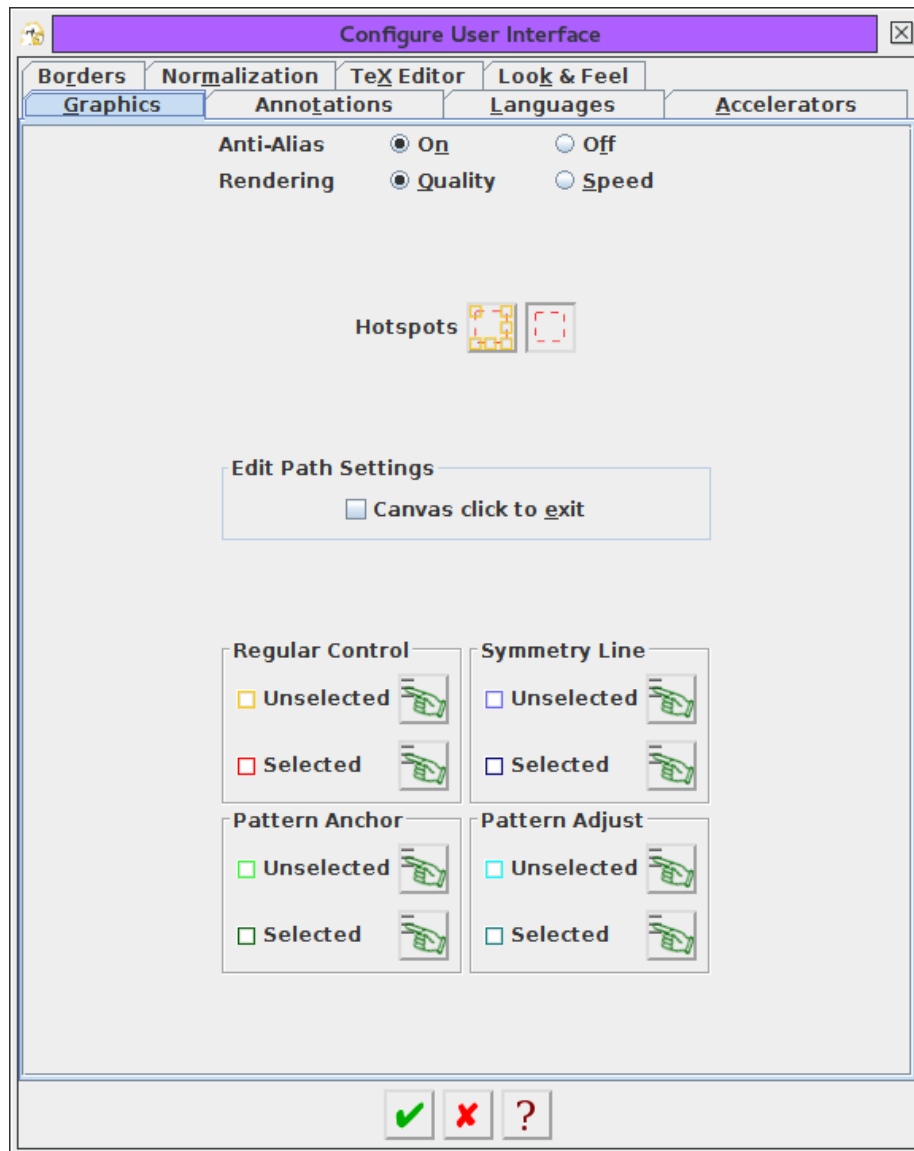 Configure User Interface
Borders Normalization TeX Editor Look & Feel
Graphics Annotations Languages Accelerators
Anti-Alias On Off
Rendering Quality Speed
Hotspots
Edit Path Settings
Canvas click to exit
Regular Control Symmetry Line
Unselected Unselected
Selected Selected
Pattern Anchor Pattern Adjust
Unselected Unselected
Selected Selected
?